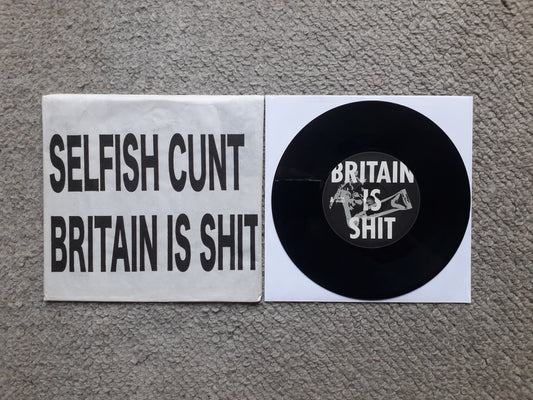 SELFISH CUNT
BRITAIN IS SHIT
BRITAIN
IS
SHIT